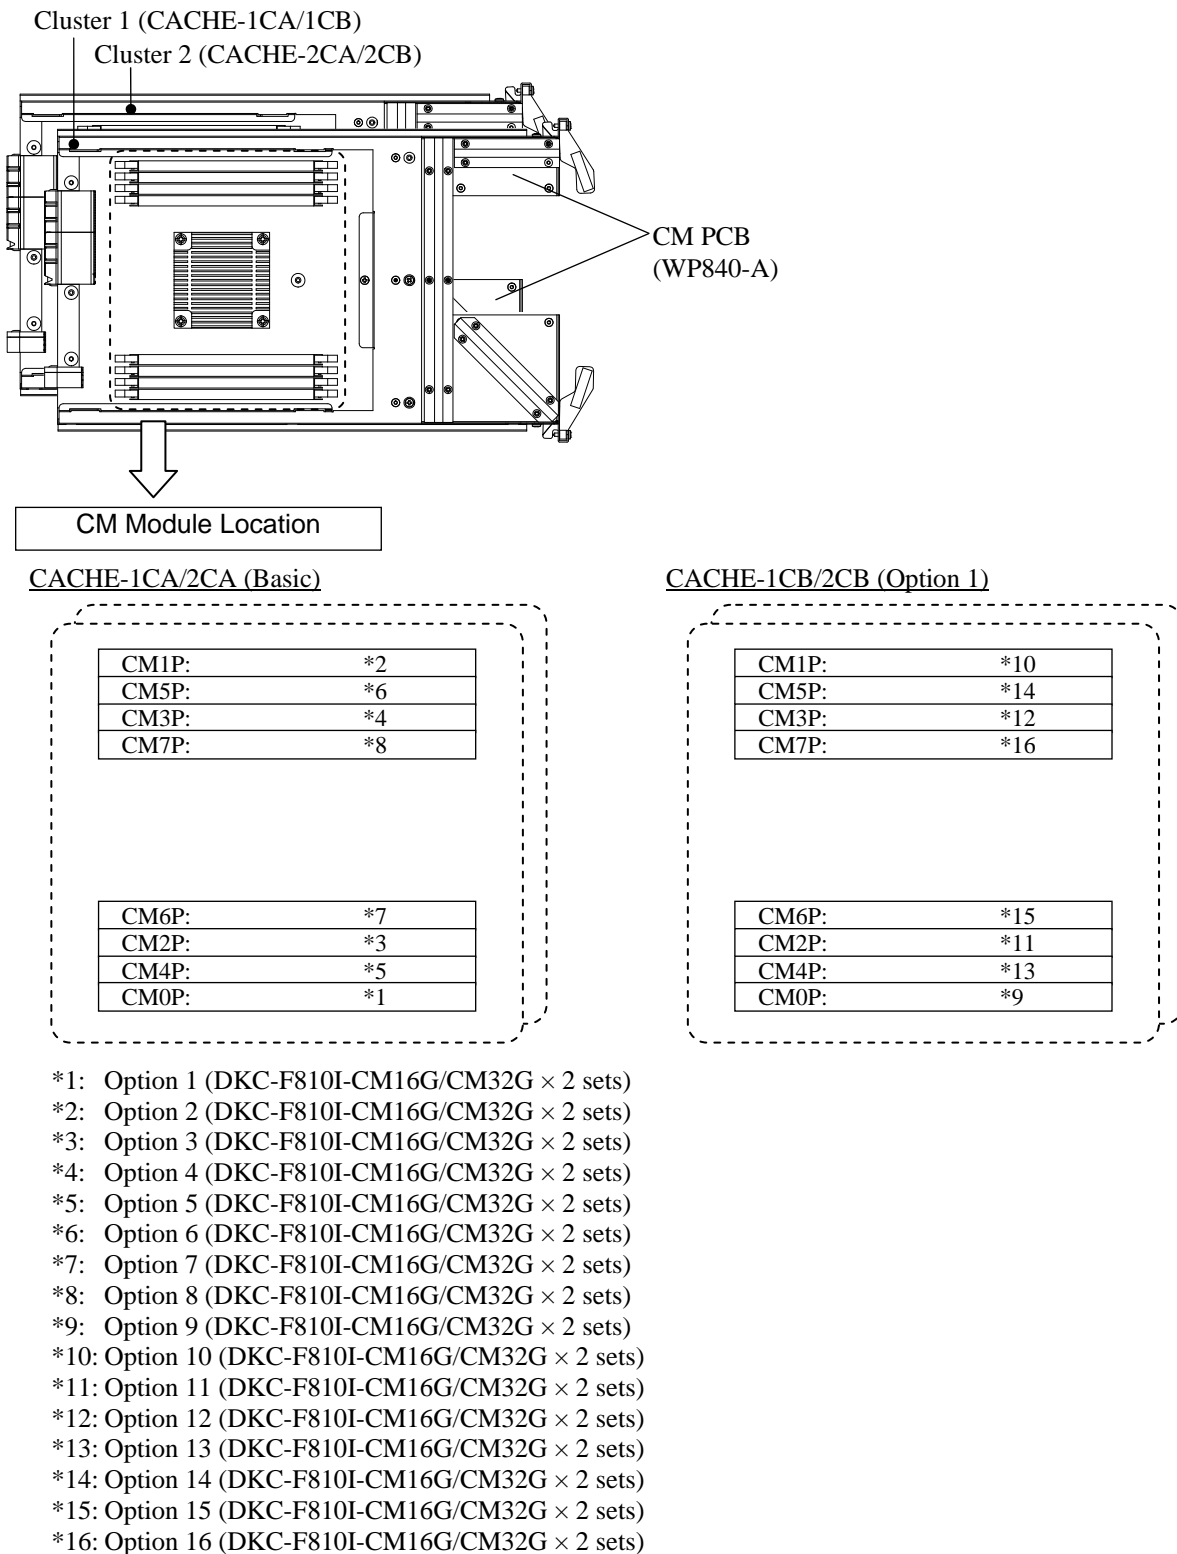 Cluster 1 (CACHE-1CA/1CB)
Cluster 2 (CACHE-2CA/2CB)
CM PCB
(WP840-A)
CM Module Location
CACHE-1CA/2CA (Basic)
CM1P: *2
CM5P: *6
CM3P: *4
CM7P: *8
CM6P: *7
CM2P: *3
CM4P: *5
CM0P: *1
CACHE-1CB/2CB (Option 1)
CM1P: *10
CM5P: *14
CM3P: *12
CM7P: *16
CM6P: *15
CM2P: *11
CM4P: *13
CM0P: *9
*1: Option 1 (DKC-F810I-CM16G/CM32G × 2 sets)
*2: Option 2 (DKC-F810I-CM16G/CM32G × 2 sets)
*3: Option 3 (DKC-F810I-CM16G/CM32G × 2 sets)
*4: Option 4 (DKC-F810I-CM16G/CM32G × 2 sets)
*5: Option 5 (DKC-F810I-CM16G/CM32G × 2 sets)
*6: Option 6 (DKC-F810I-CM16G/CM32G × 2 sets)
*7: Option 7 (DKC-F810I-CM16G/CM32G × 2 sets)
*8: Option 8 (DKC-F810I-CM16G/CM32G × 2 sets)
*9: Option 9 (DKC-F810I-CM16G/CM32G × 2 sets)
*10: Option 10 (DKC-F810I-CM16G/CM32G × 2 sets)
*11: Option 11 (DKC-F810I-CM16G/CM32G × 2 sets)
*12: Option 12 (DKC-F810I-CM16G/CM32G × 2 sets)
*13: Option 13 (DKC-F810I-CM16G/CM32G × 2 sets)
*14: Option 14 (DKC-F810I-CM16G/CM32G × 2 sets)
*15: Option 15 (DKC-F810I-CM16G/CM32G × 2 sets)
*16: Option 16 (DKC-F810I-CM16G/CM32G × 2 sets)